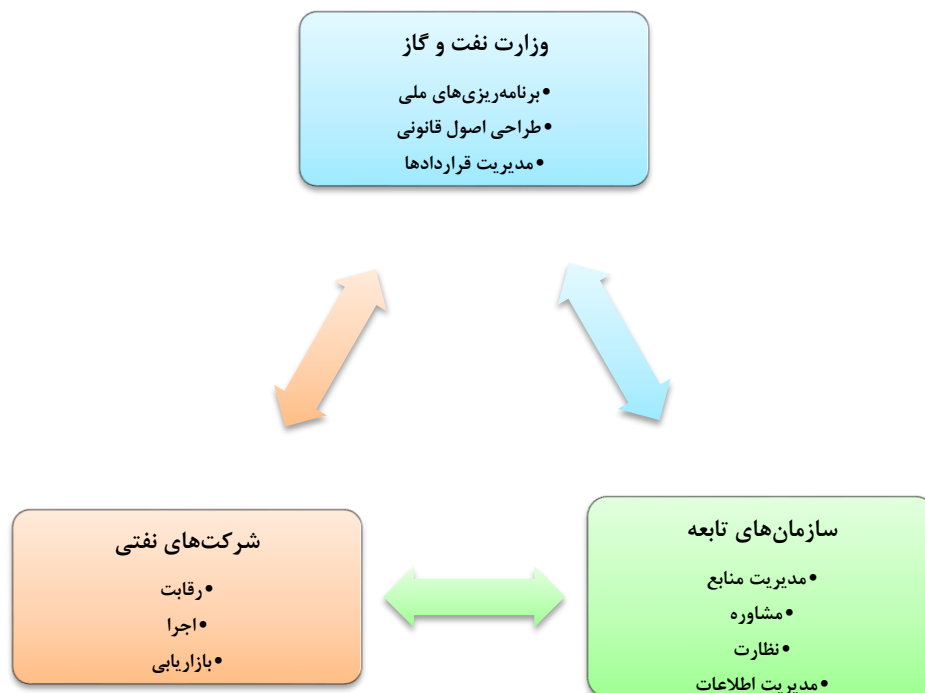 وزارت نفت و گاز
•برنامه‌ریزی‌های ملی
•طراحی اصول قانونی
•مدیریت قراردادها
سازمان‌های تابعه
•مدیریت منابع
•مشاوره
•نظارت
•مدیریت اطلاعات
شرکت‌های نفتی
•رقابت
•اجرا
•بازاریابی